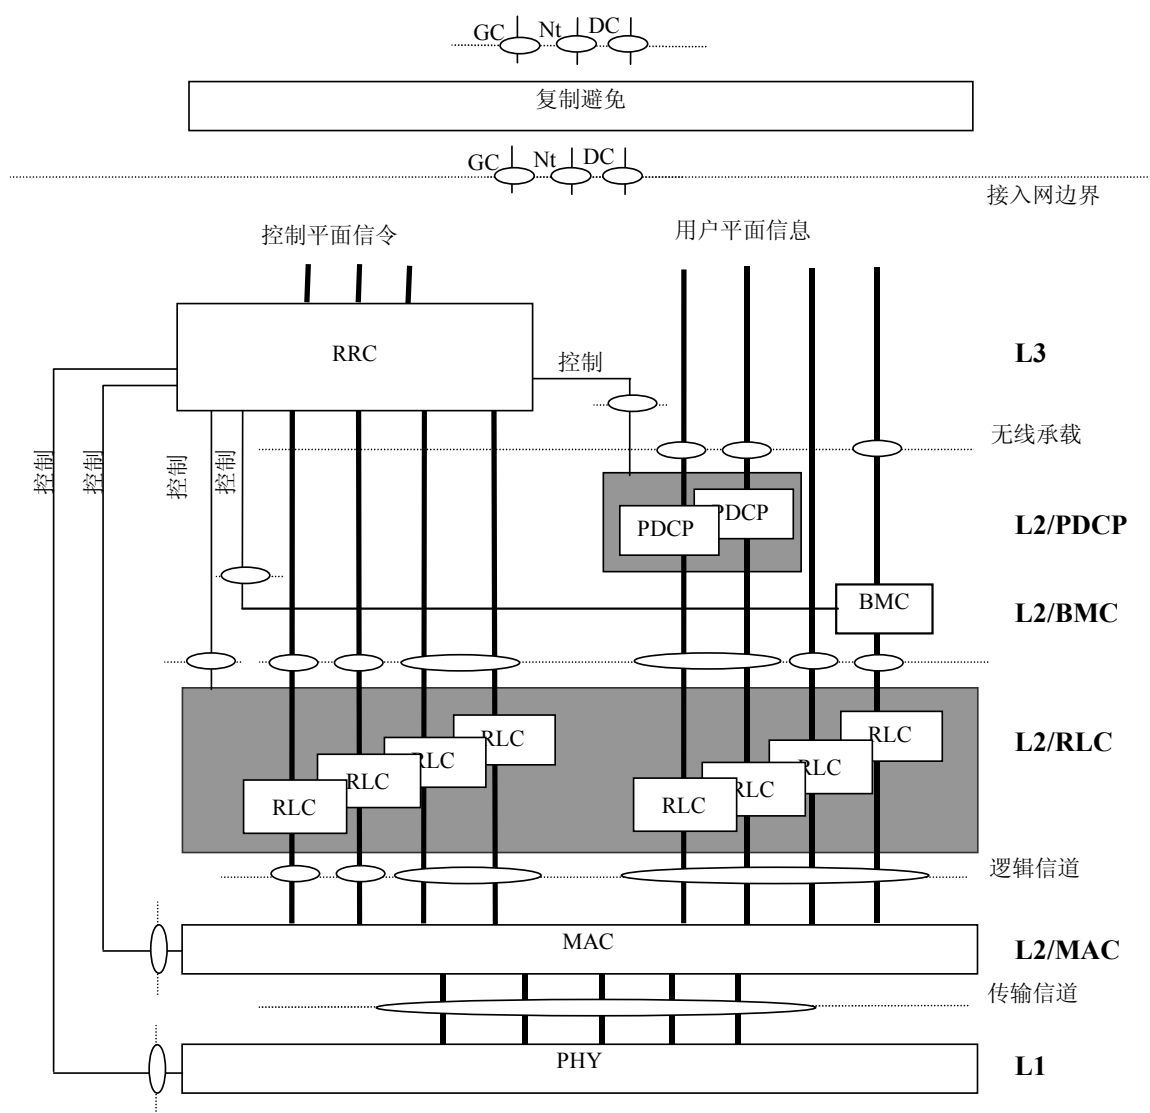 GC Nt DC
复制避免
GC Nt DC
接入网边界
控制平面信令 用户平面信息
RRC 控制 L3
无线承载
控制 控制 控制 控制
PDCP PDCP L2/PDCP
BMC L2/BMC
RLC RLC RLC RLC RLC RLC RLC RLC L2/RLC
逻辑信道
MAC L2/MAC
传输信道
PHY L1